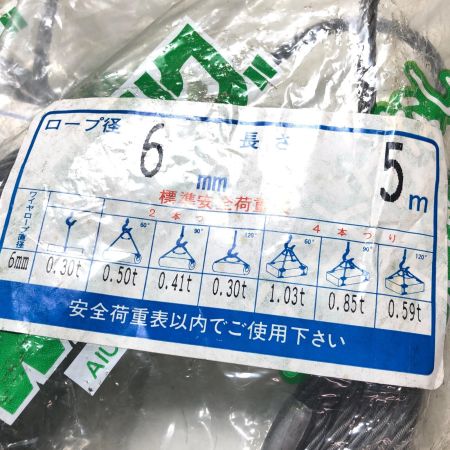 ロープ径 6 mm 長さ 5 m
標準安全荷重
ワイヤロープ直径 2本つ 4本つり
60° 90° 120° 60° 90° 120°
6mm 0.30t 0.50t 0.41t 0.30t 1.03t 0.85t 0.59t
安全荷重表以内でご使用下さい